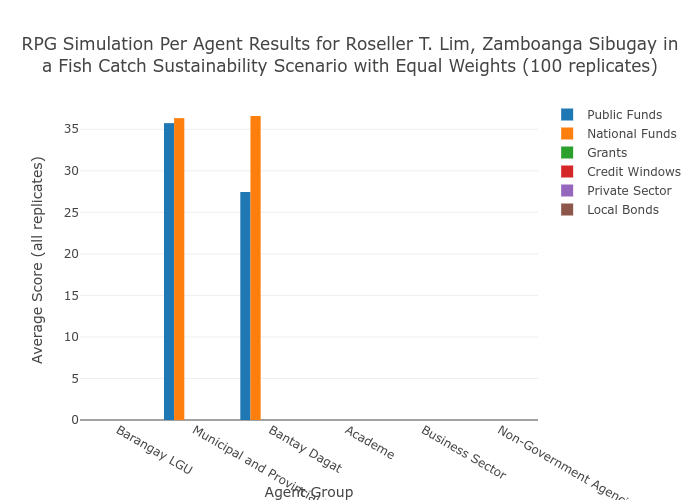 RPG Simulation Per Agent Results for Roseller T. Lim, Zamboanga Sibugay in
a Fish Catch Sustainability Scenario with Equal Weights (100 replicates)
Public Funds
National Funds
Grants
Credit Windows
Private Sector
Local Bonds
Average Score (all replicates)
35
30
25
20
15
10
5
0
Barangay LGU
Municipal and Provincial
Bantay Dagat
Academe
Business Sector
Non-Government Agenci
Agent Group